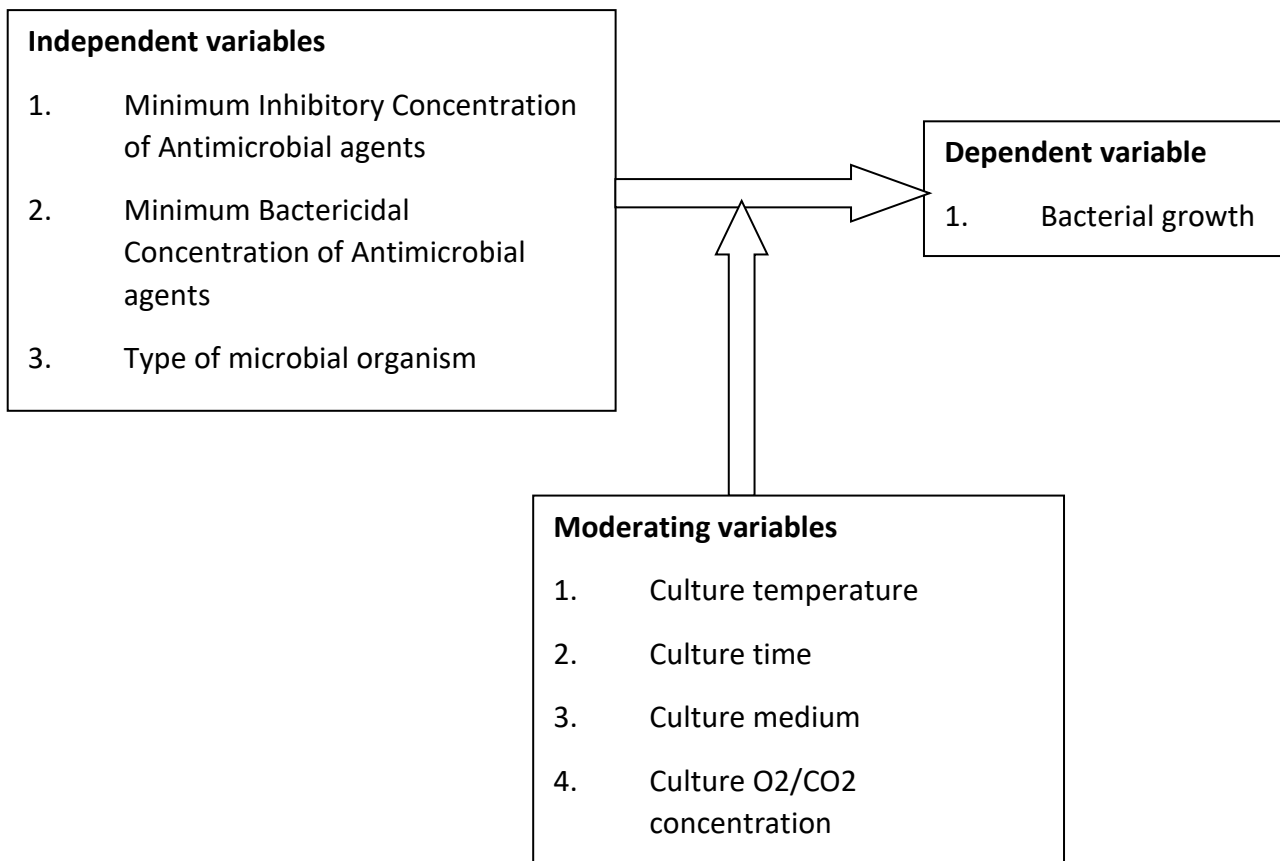 Independent variables
1. Minimum Inhibitory Concentration
of Antimicrobial agents
2. Minimum Bactericidal
Concentration of Antimicrobial
agents
3. Type of microbial organism
Dependent variable
1. Bacterial growth
Moderating variables
1. Culture temperature
2. Culture time
3. Culture medium
4. Culture O2/CO2
concentration